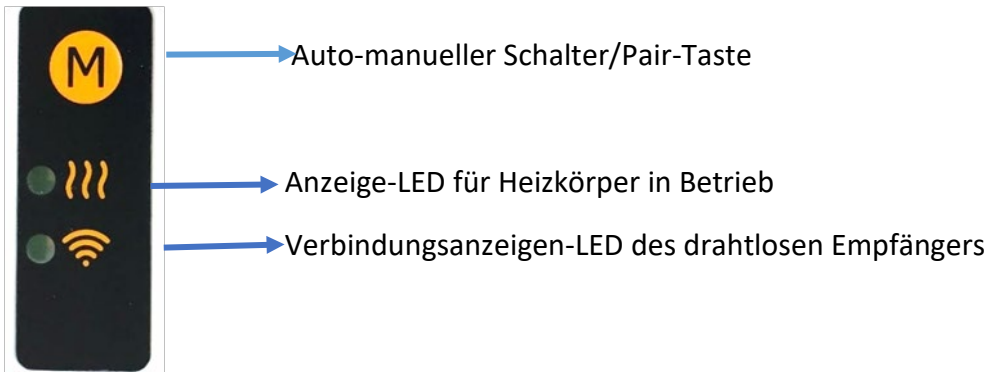 M
Auto-manueller Schalter/Pair-Taste
Anzeige-LED für Heizkörper in Betrieb
Verbindungsanzeigen-LED des drahtlosen Empfängers